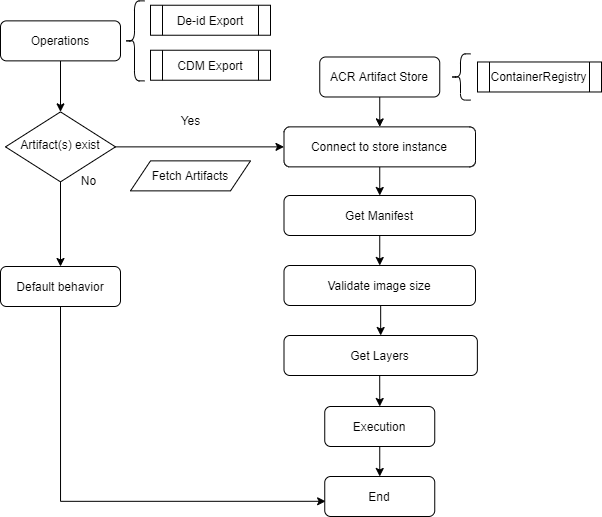 Operations
De-id Export
CDM Export
ACR Artifact Store
ContainerRegistry
Artifact(s) exist
Yes
Connect to store instance
Fetch Artifacts
No
Get Manifest
Default behavior
Validate image size
Get Layers
Execution
End